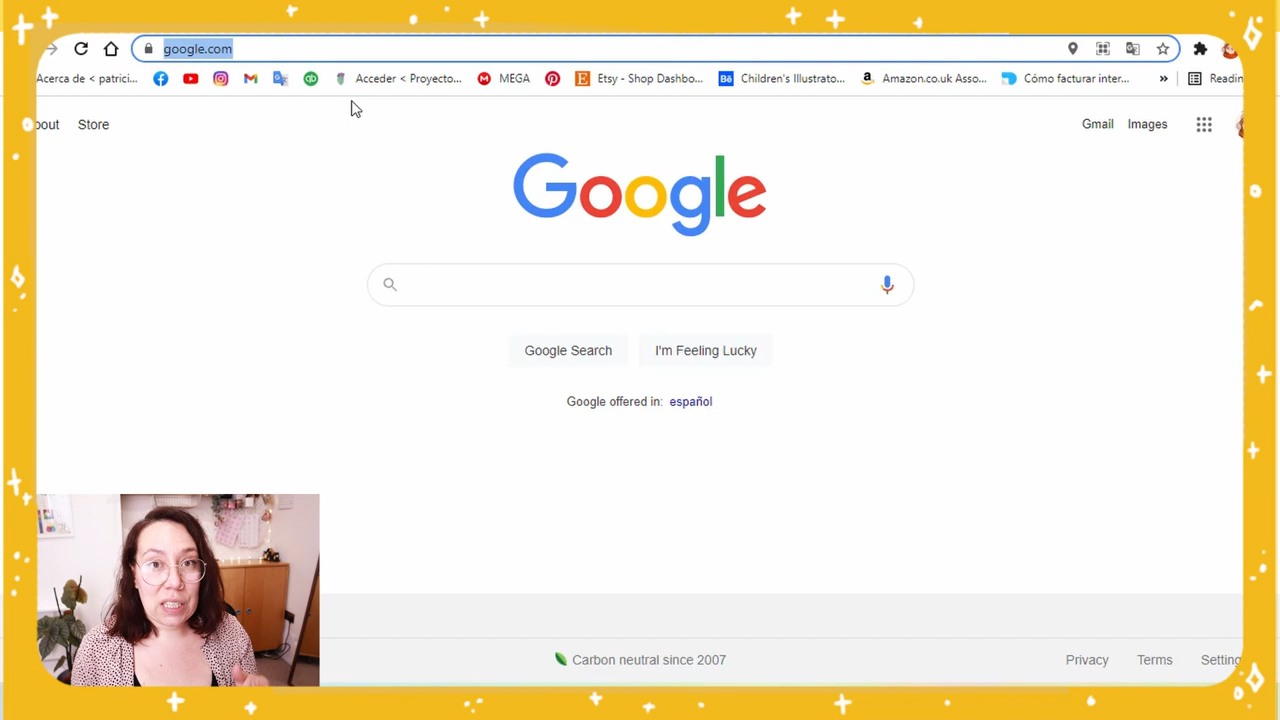 google.com
Acerca de < patrici... Acceder < Proyecto... MEGA Etsy - Shop Dashbo... Bē Children's Illustrato... a Amazon.co.uk Asso... Cómo facturar inter... » Readin
bout Store Gmail Images
Google
Google Search I'm Feeling Lucky
Google offered in: español
Carbon neutral since 2007 Privacy Terms Setting